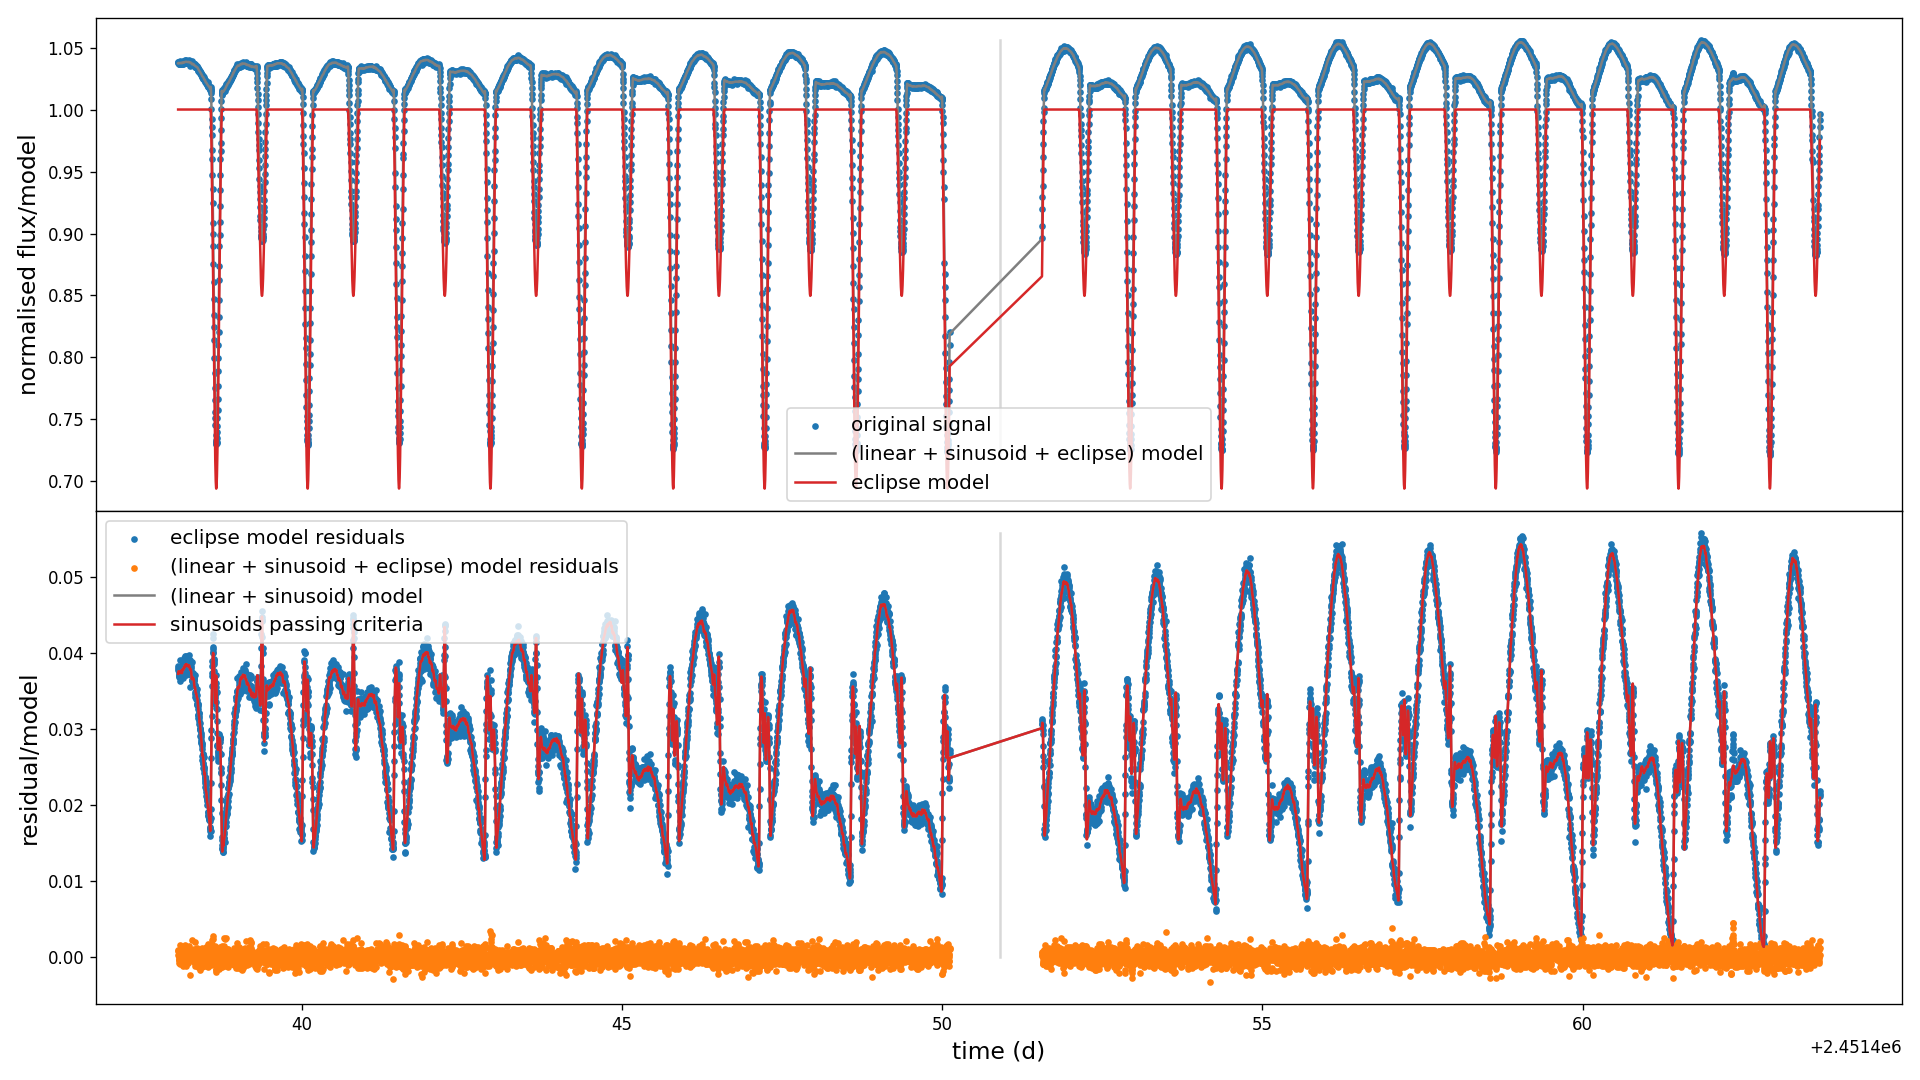 normalised flux/model
1.05
1.00
0.95
0.90
0.85
0.80
0.75
0.70
original signal
(linear + sinusoid + eclipse) model
eclipse model
residual/model
0.05
0.04
0.03
0.02
0.01
0.00
eclipse model residuals
(linear + sinusoid + eclipse) model residuals
(linear + sinusoid) model
sinusoids passing criteria
40
45
50
55
60
time (d)
+2.4514e6